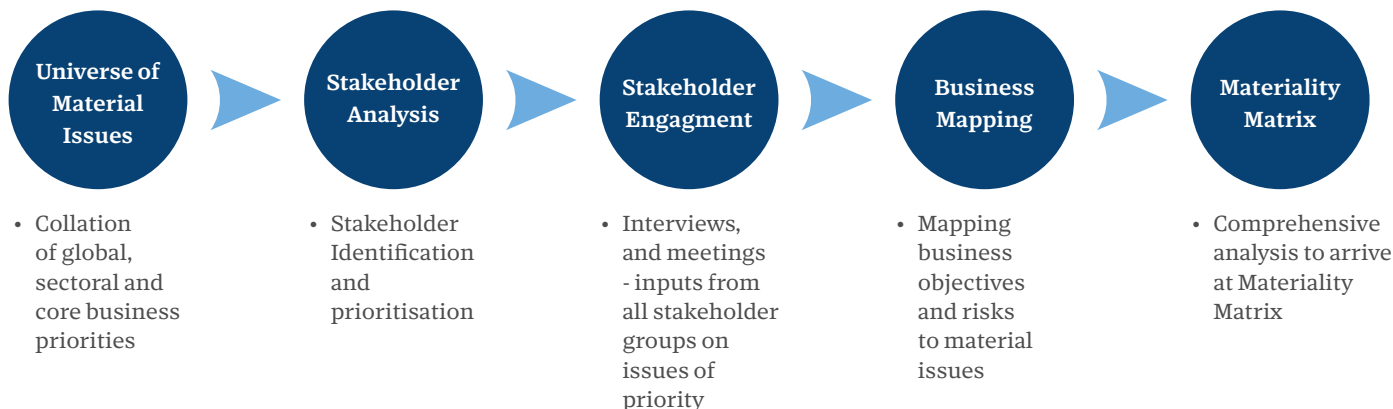 Universe of
Material
Issues
Stakeholder
Analysis
Stakeholder
Engagment
Business
Mapping
Materiality
Matrix
• Collation
of global,
sectoral and
core business
priorities
• Stakeholder
Identification
and
prioritisation
• Interviews,
and meetings
- inputs from
all stakeholder
groups on
issues of
priority
• Mapping
business
objectives
and risks
to material
issues
• Comprehensive
analysis to arrive
at Materiality
Matrix